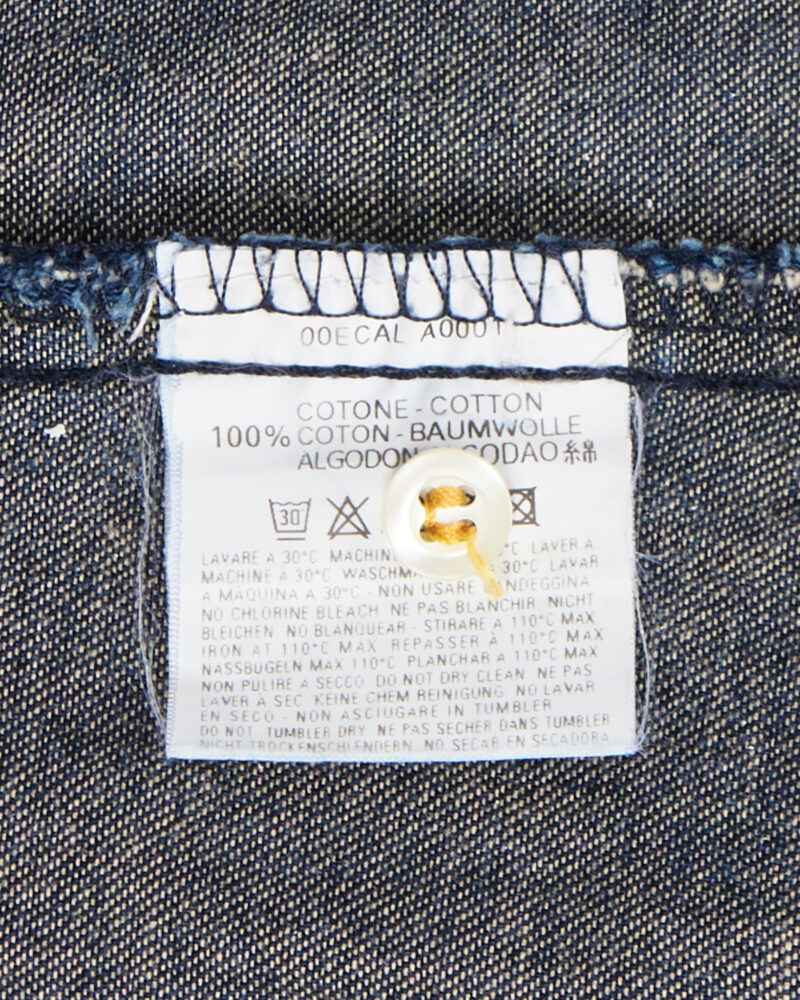 00ECAL A0001
COTONE - COTTON
100% COTON - BAUMWOLLE
ALGODON ODAO 綿
30°
LAVARE A 30°C LAVER A
MACHINE À 30°C A 30°C LAVAR
A MAQUINA A 30°C - NON USARE
NO CHLORINE BLEACH NE PAS BLANCHIR NICHT
BLEICHEN NO BLANQUEAR - STIRARE A 110°C MAX
IRON AT 110°C MAX. REPASSER À 110°C MAX
NASSBUGELN MAX 110°C PLANCHAR A 110°C MAX
NON PULIRE A SECCO DO NOT DRY CLEAN NE PAS
LAVER À SEC KEINE CHEM REINIGUNG NO LAVAR
EN SECO - NON ASCIUGARE IN TUMBLER
DO NOT TUMBLER DRY NE PAS SECHER DANS TUMBLER
NICHT TROCKENSCHLENDERN NO SECAR EN SECADORA